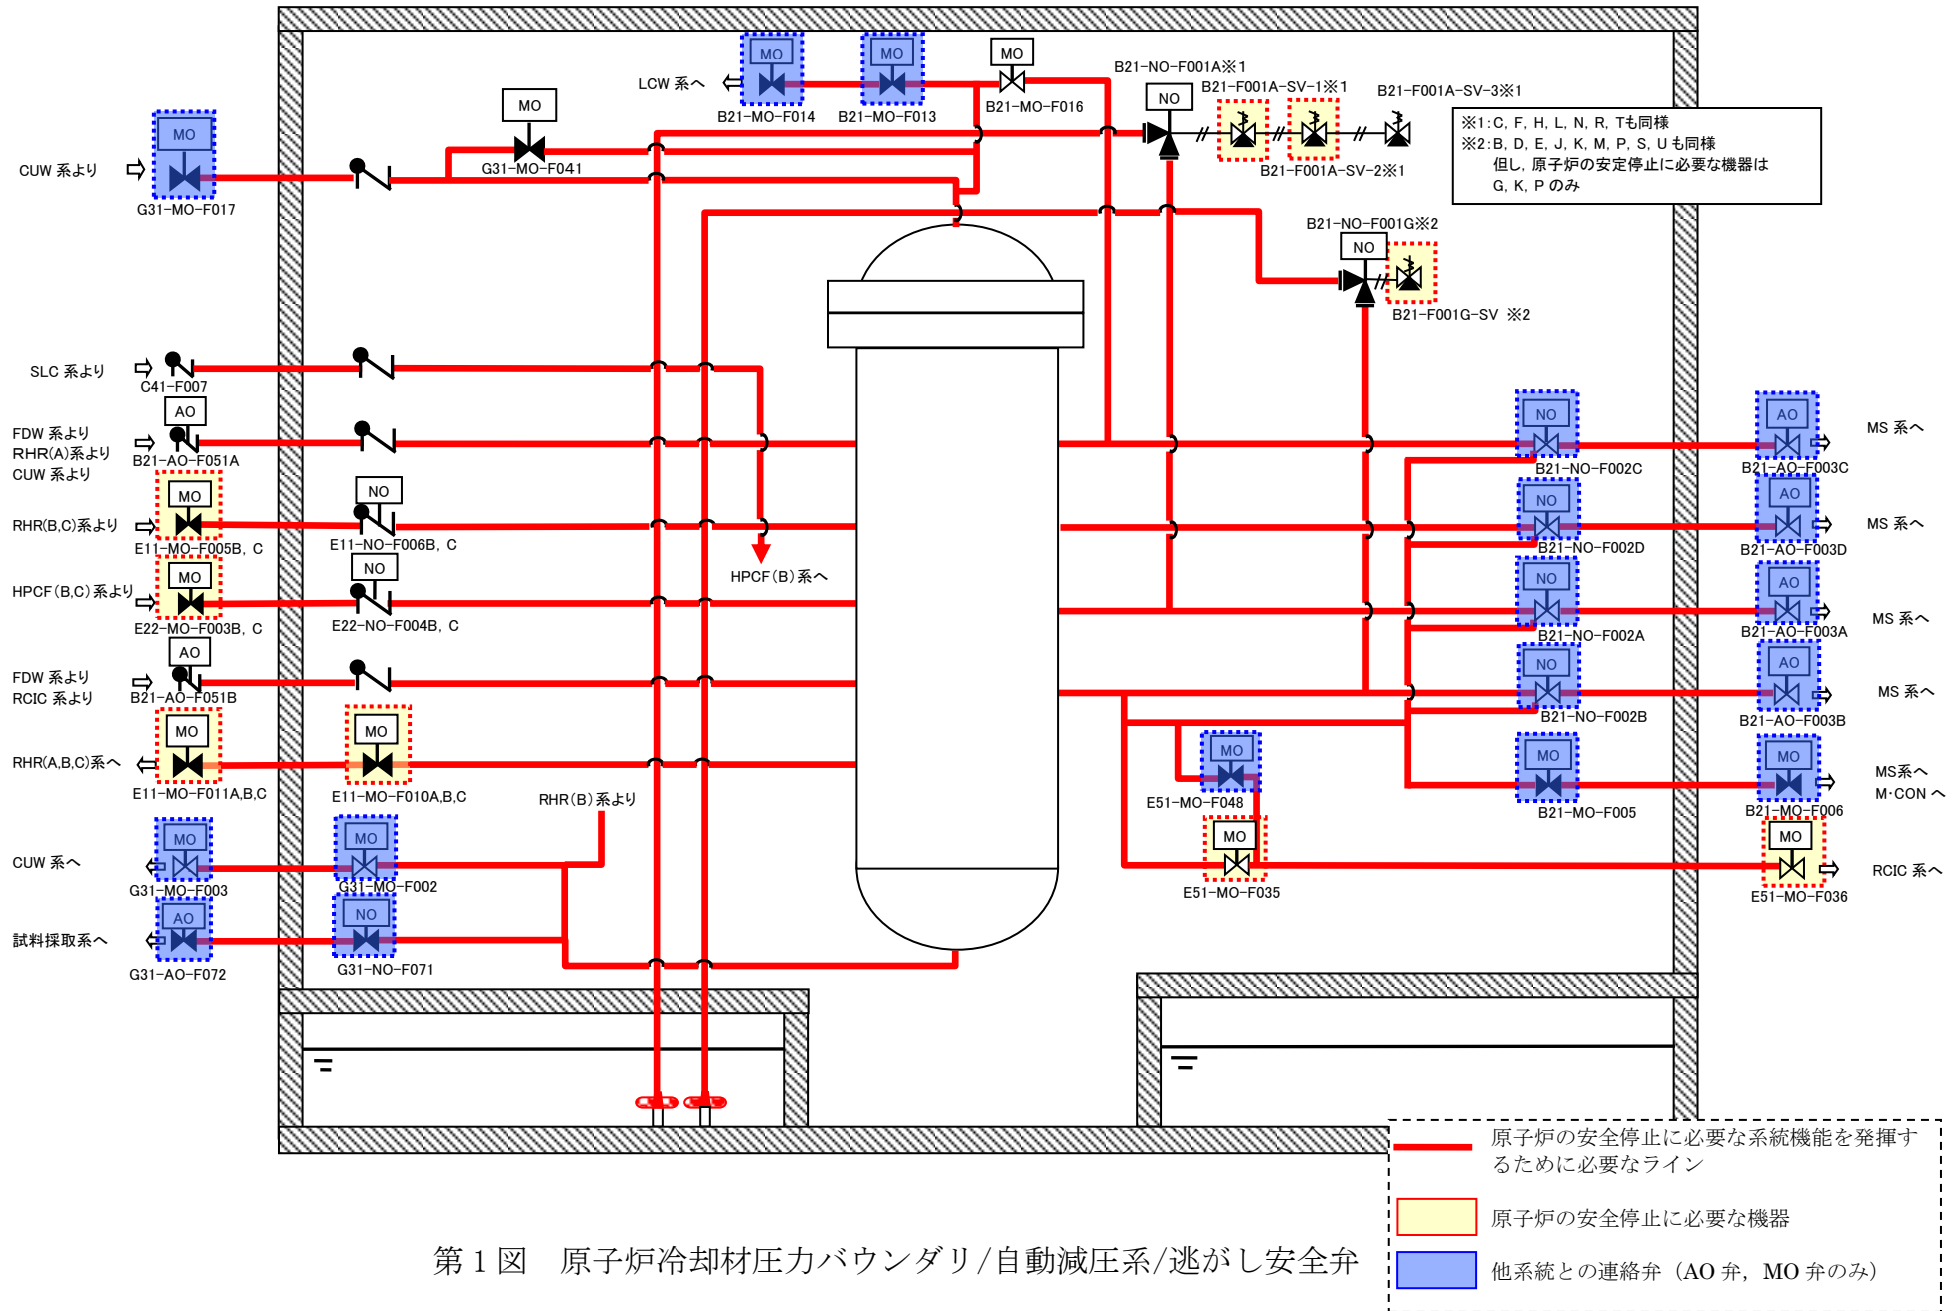 MO
MO
MO
LCW 系へ
B21-MO-F014
B21-MO-F013
B21-MO-F016
B21-NO-F001A※1
NO
B21-F001A-SV-1※1
B21-F001A-SV-3※1
B21-F001A-SV-2※1
※1:C, F, H, L, N, R, Tも同様
※2:B, D, E, J, K, M, P, S, U も同様
但し, 原子炉の安定停止に必要な機器は
G, K, P のみ
MO
CUW 系より
G31-MO-F017
MO
G31-MO-F041
B21-NO-F001G※2
NO
B21-F001G-SV ※2
SLC 系より
C41-F007
AO
FDW 系より
RHR(A)系より
CUW 系より
B21-AO-F051A
MO
RHR(B,C)系より
E11-MO-F005B, C
NO
E11-NO-F006B, C
MO
HPCF(B,C)系より
E22-MO-F003B, C
NO
E22-NO-F004B, C
HPCF(B)系へ
AO
FDW 系より
RCIC 系より
B21-AO-F051B
MO
RHR(A,B,C)系へ
E11-MO-F011A,B,C
MO
E11-MO-F010A,B,C
RHR(B)系より
MO
CUW 系へ
G31-MO-F003
MO
G31-MO-F002
AO
試料採取系へ
G31-AO-F072
NO
G31-NO-F071
NO
B21-NO-F002C
AO
B21-AO-F003C
MS 系へ
NO
B21-NO-F002D
AO
B21-AO-F003D
MS 系へ
NO
B21-NO-F002A
AO
B21-AO-F003A
MS 系へ
NO
B21-NO-F002B
AO
B21-AO-F003B
MS 系へ
MO
E51-MO-F048
MO
B21-MO-F005
MO
B21-MO-F006
MS系へ
M・CON へ
MO
E51-MO-F035
MO
E51-MO-F036
RCIC 系へ
原子炉の安全停止に必要な系統機能を発揮す
るために必要なライン
原子炉の安全停止に必要な機器
他系統との連絡弁（AO 弁，MO 弁のみ）
第１図　原子炉冷却材圧力バウンダリ/自動減圧系/逃がし安全弁